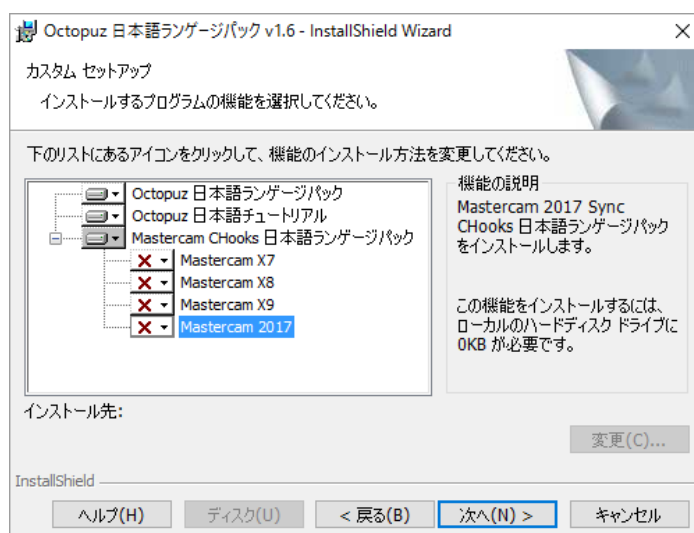 Octopuz 日本語ランゲージパック v1.6 - InstallShield Wizard
カスタム セットアップ
インストールするプログラムの機能を選択してください。
下のリストにあるアイコンをクリックして、機能のインストール方法を変更してください。
Octopuz 日本語ランゲージパック
Octopuz 日本語チュートリアル
Mastercam CHooks 日本語ランゲージパック
Mastercam X7
Mastercam X8
Mastercam X9
Mastercam 2017
機能の説明
Mastercam 2017 Sync
CHooks 日本語ランゲージパック
をインストールします。
この機能をインストールするには、
ローカルのハードディスク ドライブに
0KB が必要です。
インストール先:
変更(C)...
InstallShield
ヘルプ(H)
ディスク(U)
< 戻る(B)
次へ(N) >
キャンセル